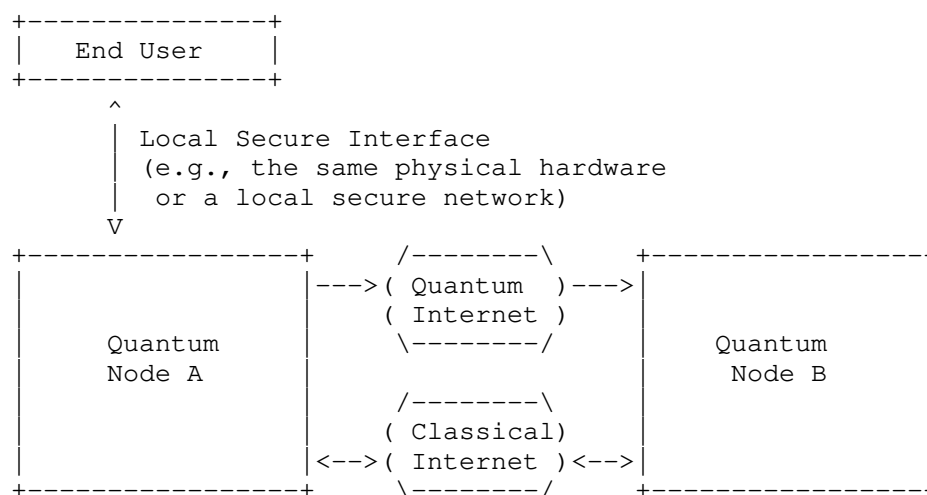 End User
Local Secure Interface
(e.g., the same physical hardware
or a local secure network)
Quantum
Internet
Quantum
Node A
Quantum
Node B
Classical
Internet